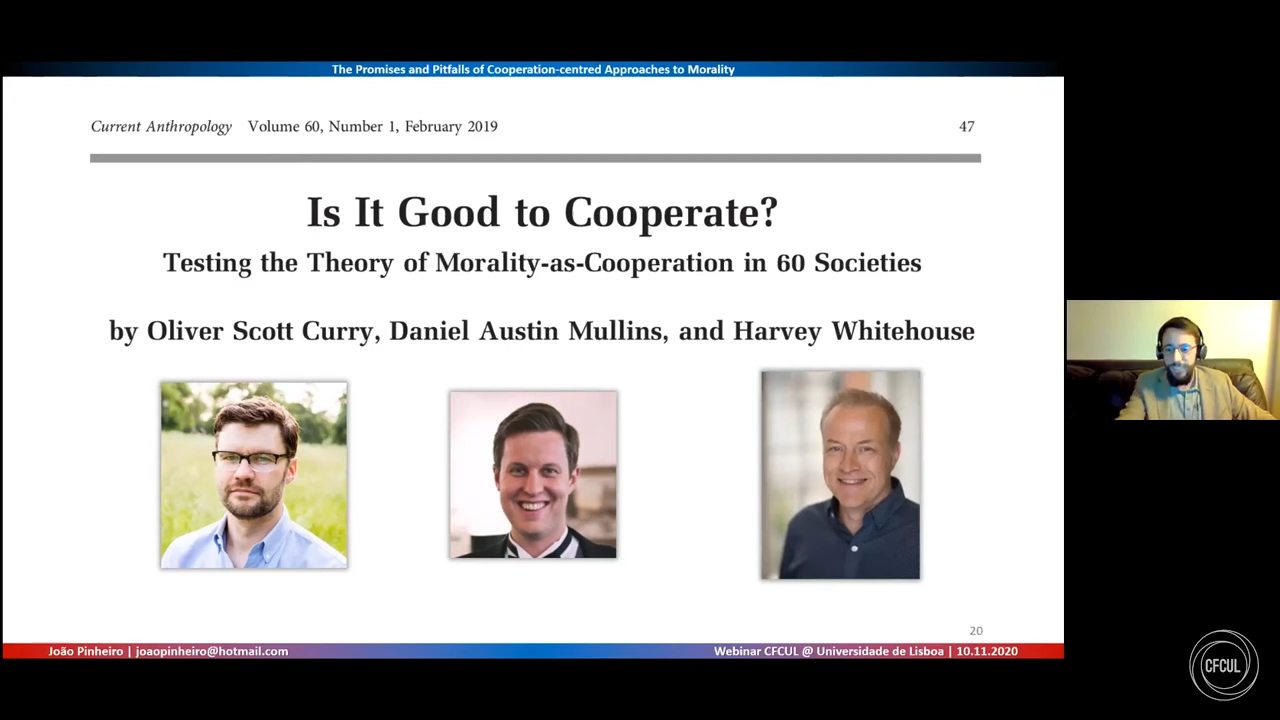 The Promises and Pitfalls of Cooperation-centred Approaches to Morality
Current Anthropology Volume 60, Number 1, February 2019 47
Is It Good to Cooperate?
Testing the Theory of Morality-as-Cooperation in 60 Societies
by Oliver Scott Curry, Daniel Austin Mullins, and Harvey Whitehouse
20
João Pinheiro | joaopinheiro@hotmail.com Webinar CFCUL @ Universidade de Lisboa | 10.11.2020
CFCUL